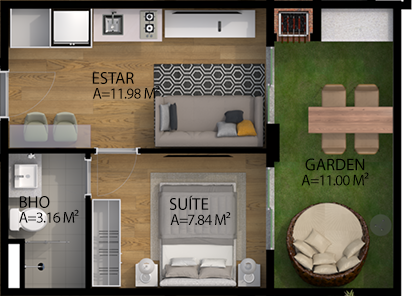 ESTAR
A=11.98 M²
GARDEN
A=11.00 M²
BHO
A=3.16 M²
SUÍTE
A=7.84 M²